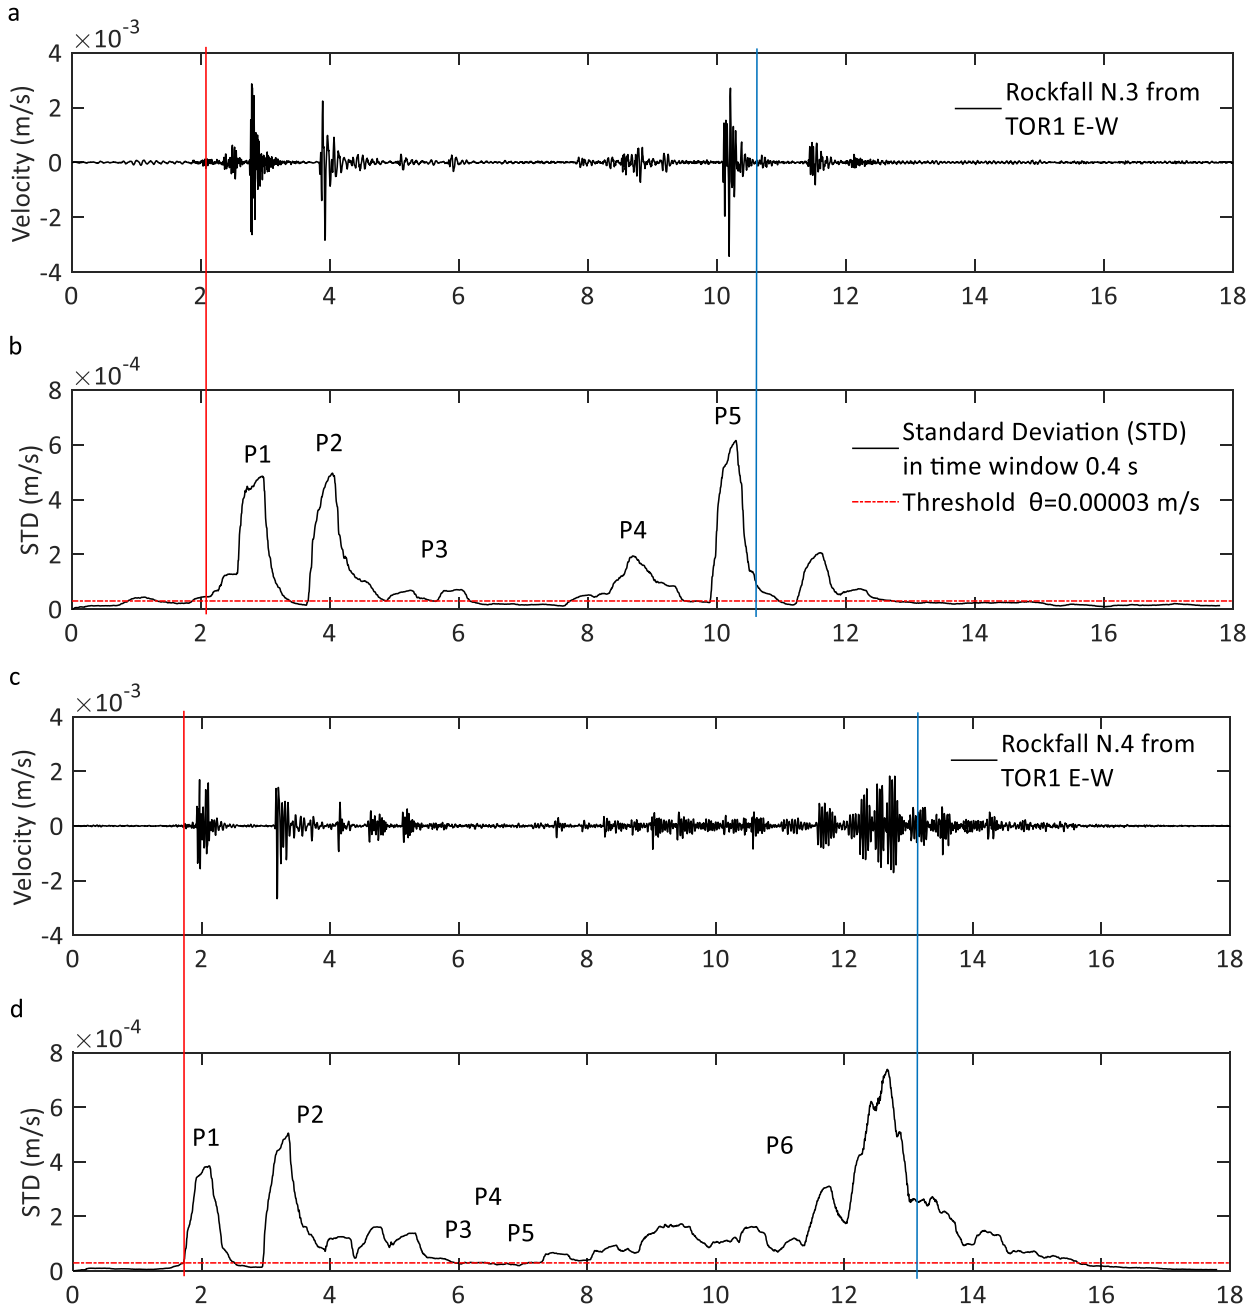 a
×10-3
4
2
0
-2
-4
Velocity (m/s)
Rockfall N.3 from
TOR1 E-W
0 2 4 6 8 10 12 14 16 18
b
×10-4
8
6
4
2
0
STD (m/s)
P1
P2
P3
P4
P5
Standard Deviation (STD)
in time window 0.4 s
Threshold θ=0.00003 m/s
0 2 4 6 8 10 12 14 16 18
c
×10-3
4
2
0
-2
-4
Velocity (m/s)
Rockfall N.4 from
TOR1 E-W
0 2 4 6 8 10 12 14 16 18
d
×10-4
8
6
4
2
0
STD (m/s)
P1
P2
P3
P4
P5
P6
0 2 4 6 8 10 12 14 16 18